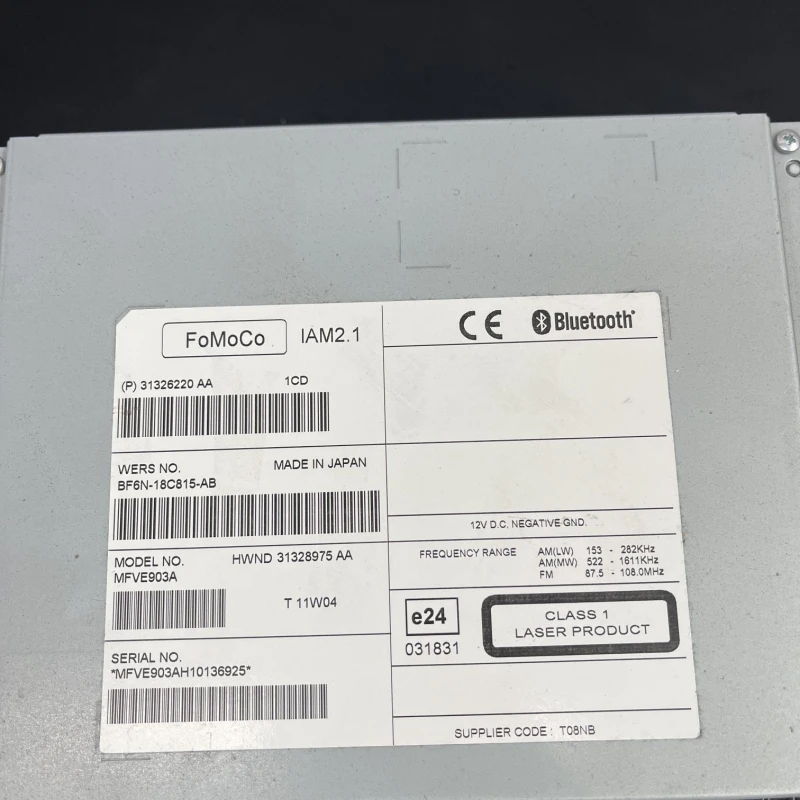 FoMoCo IAM2.1
(P) 31326220 AA 1CD
WERS NO. MADE IN JAPAN
BF6N-18C815-AB
MODEL NO. HWND 31328975 AA
MFVE903A
T 11W04
SERIAL NO.
*MFVE903AH10136925*
CE Bluetooth
12V D.C. NEGATIVE GND.
FREQUENCY RANGE AM(LW) 153 - 282KHz
AM(MW) 522 - 1611KHz
FM 87.5 - 108.0MHz
e24
031831
CLASS 1
LASER PRODUCT
SUPPLIER CODE : T08NB